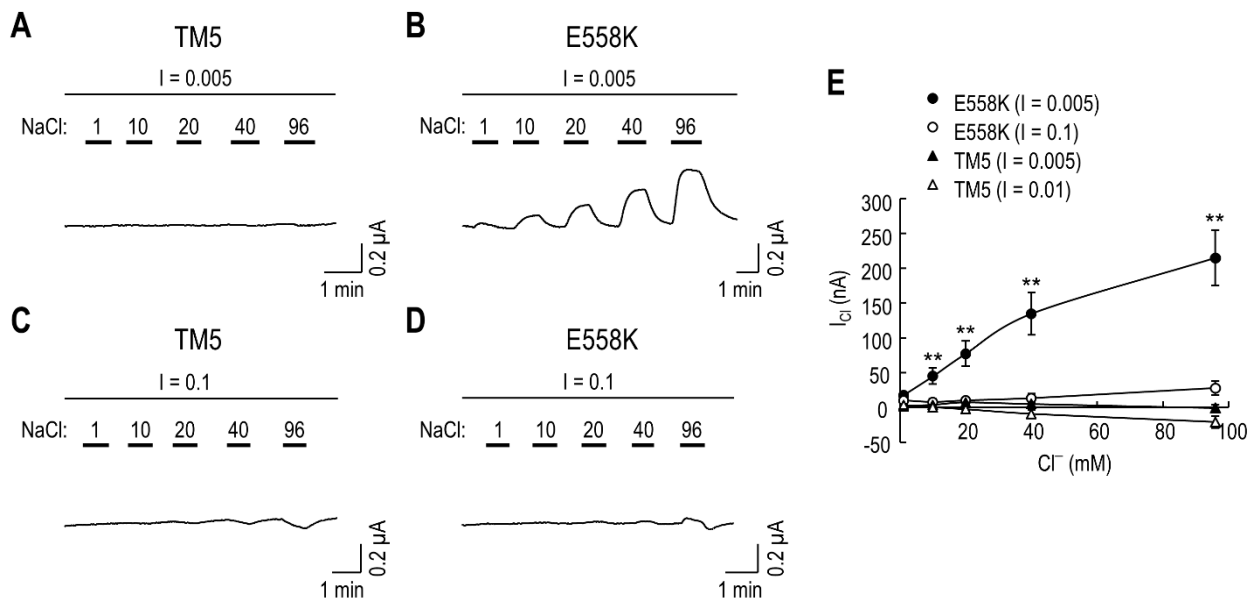 A
TM5
I = 0.005
NaCl: 1 10 20 40 96
0.2 µA
1 min
B
E558K
I = 0.005
NaCl: 1 10 20 40 96
0.2 µA
1 min
C
TM5
I = 0.1
NaCl: 1 10 20 40 96
0.2 µA
1 min
D
E558K
I = 0.1
NaCl: 1 10 20 40 96
0.2 µA
1 min
E
E558K (I = 0.005)
E558K (I = 0.1)
TM5 (I = 0.005)
TM5 (I = 0.01)
300
250
200
150
100
50
0
-50
I_Cl (nA)
**
**
**
**
20 40 60 80 100
Cl⁻ (mM)